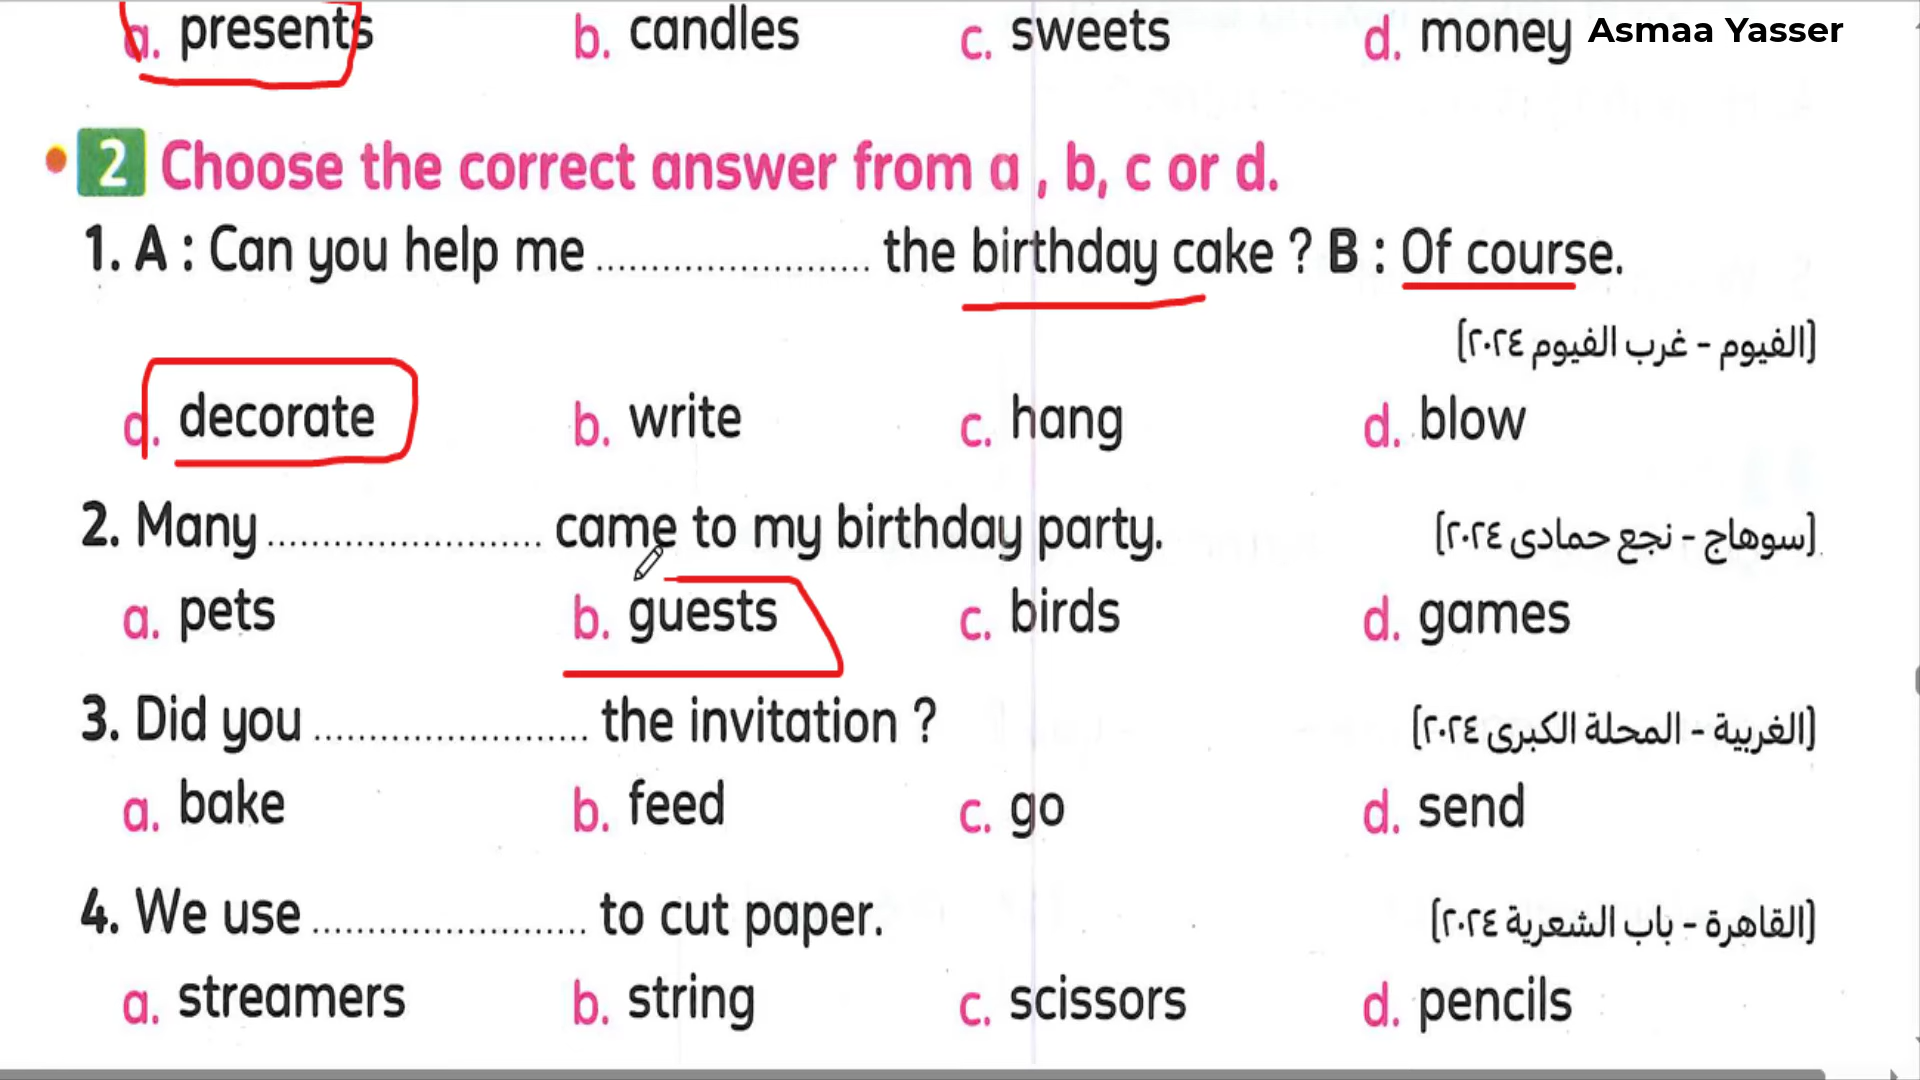 a. presents b. candles c. sweets d. money Asmaa Yasser
2 Choose the correct answer from a , b, c or d.
1. A : Can you help me ........................ the birthday cake ? B : Of course.
(الفيوم - غرب الفيوم ٢٠٢٤)
a. decorate b. write c. hang d. blow
2. Many ........................ came to my birthday party. (سوهاج - نجع حمادى ٢٠٢٤)
a. pets b. guests c. birds d. games
3. Did you ........................ the invitation ? (الغربية - المحلة الكبرى ٢٠٢٤)
a. bake b. feed c. go d. send
4. We use ........................ to cut paper. (القاهرة - باب الشعرية ٢٠٢٤)
a. streamers b. string c. scissors d. pencils